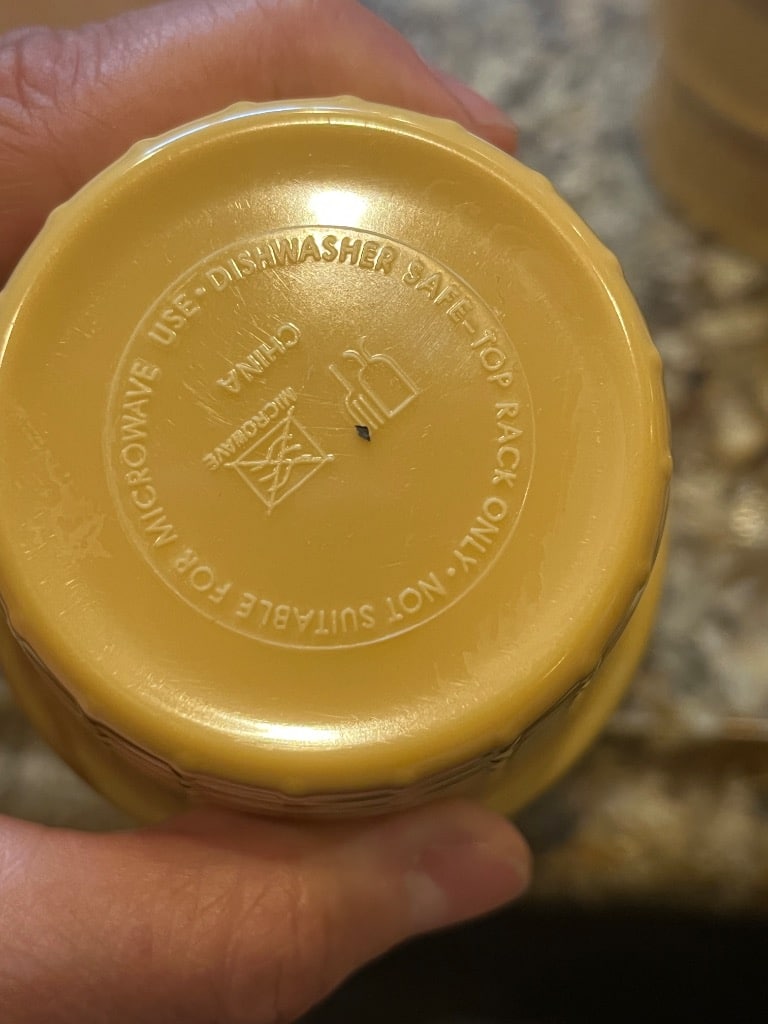 DISHWASHER SAFE-TOP RACK ONLY · NOT SUITABLE FOR MICROWAVE USE ·
CHINA
MICROWAVE